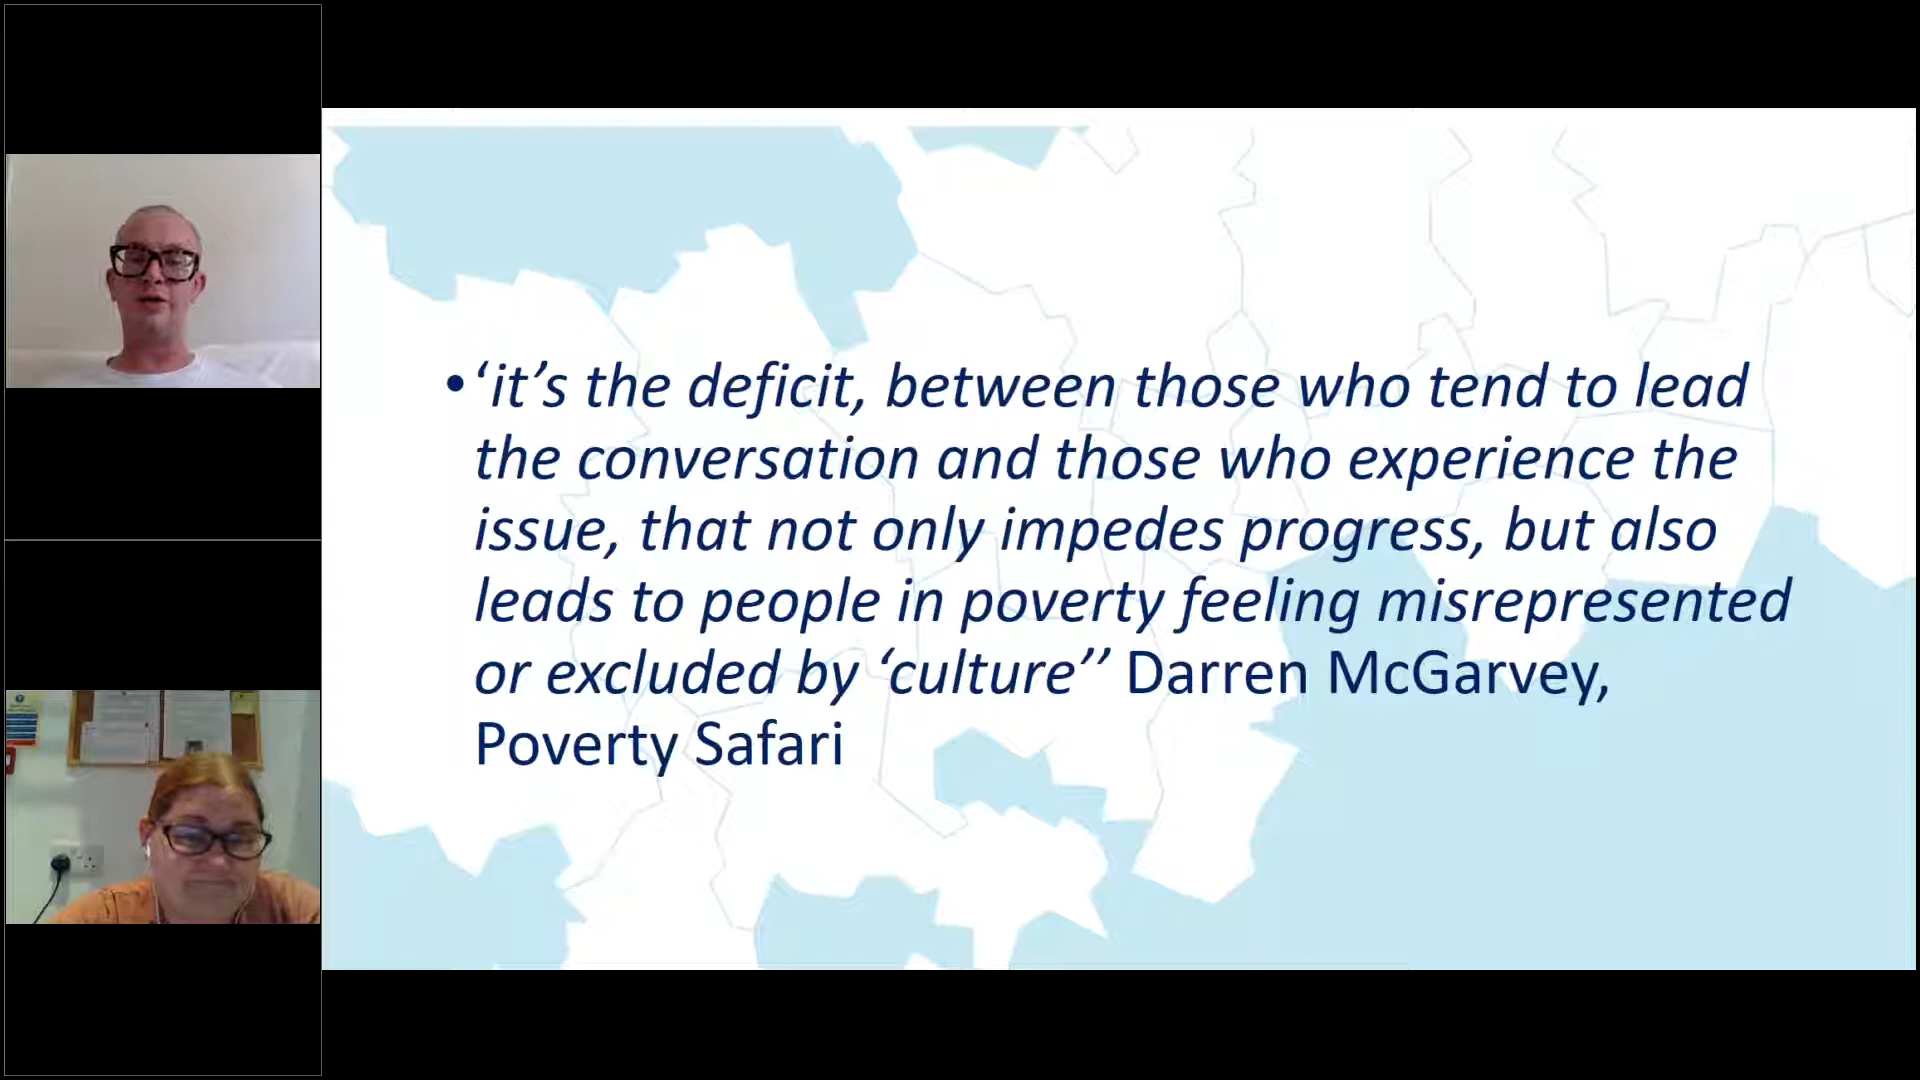 •‘it’s the deficit, between those who tend to lead
the conversation and those who experience the
issue, that not only impedes progress, but also
leads to people in poverty feeling misrepresented
or excluded by ‘culture’’ Darren McGarvey,
Poverty Safari